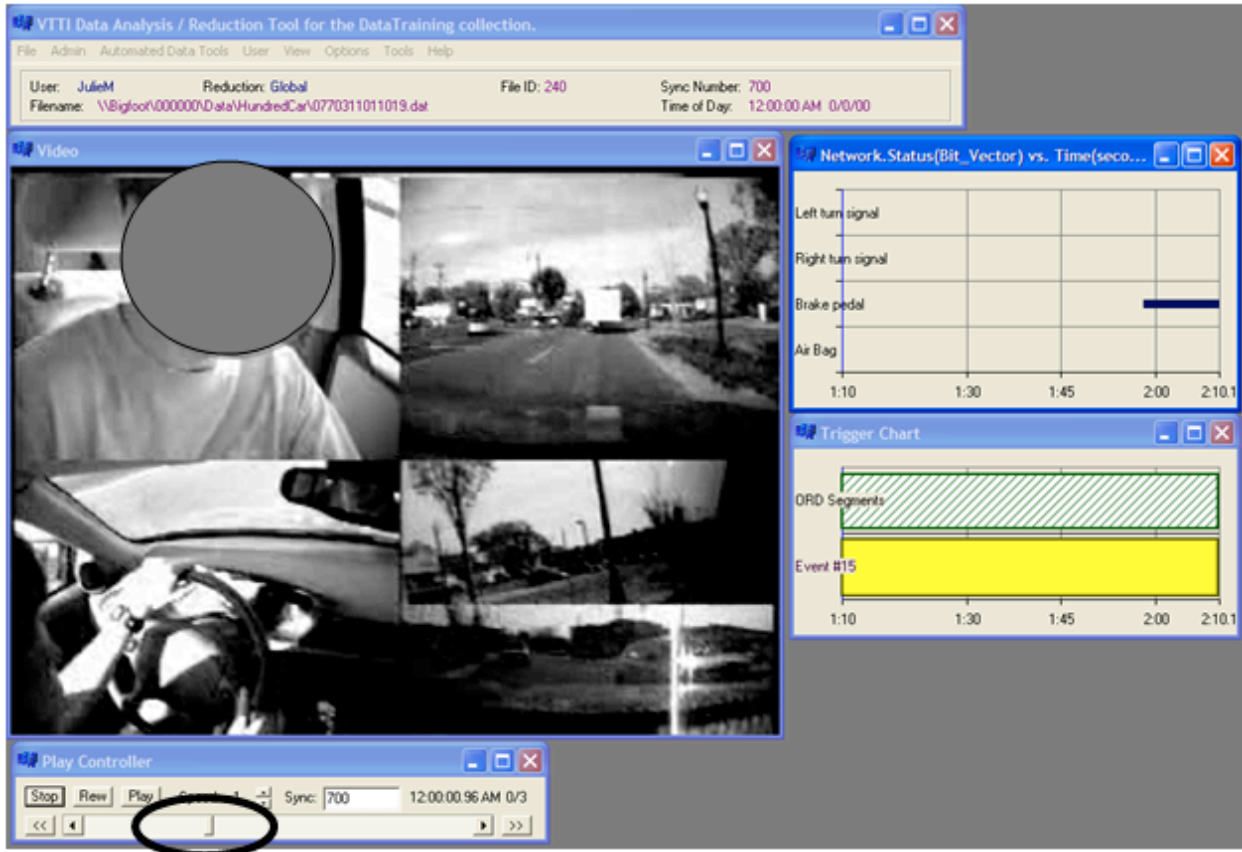 VTTI Data Analysis / Reduction Tool for the DataTraining collection.
File Admin Automated Data Tools User View Options Tools Help
User: JulieM Reduction: Global File ID: 240 Sync Number: 700
Filename: \\Bigfoot\000000\Data\HundredCar\0770311011019.dat Time of Day: 12:00:00 AM 0/0/00
Video
Network.Status(Bit_Vector) vs. Time(seco...
Left turn signal
Right turn signal
Brake pedal
Air Bag
1:10 1:30 1:45 2:00 2:10.1
Trigger Chart
ORD Segments
Event #15
1:10 1:30 1:45 2:00 2:10.1
Play Controller
Stop Rew Play 1 Sync: 700 12:00:00.96 AM 0/3
<< >>